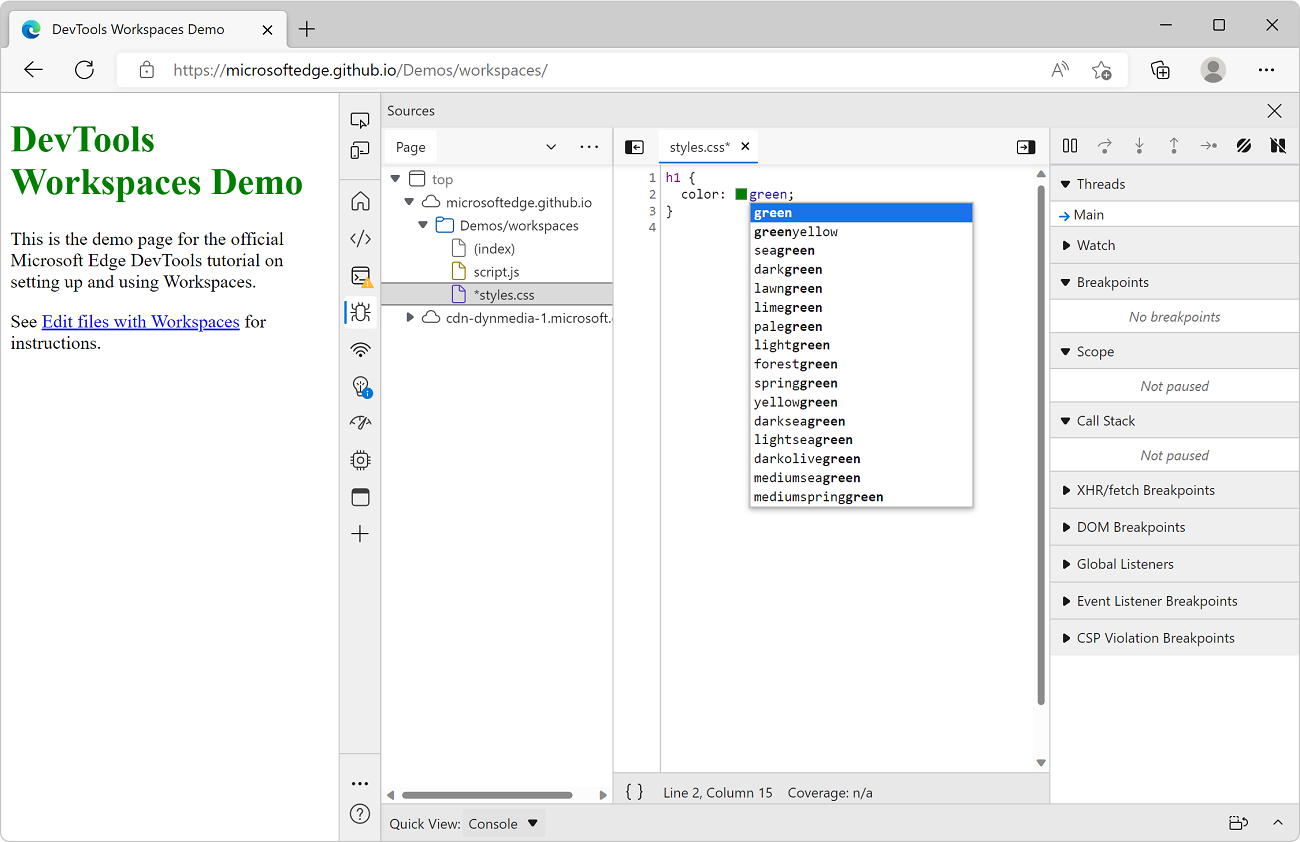 DevTools Workspaces Demo
https://microsoftedge.github.io/Demos/workspaces/
DevTools
Workspaces Demo
This is the demo page for the official
Microsoft Edge DevTools tutorial on
setting up and using Workspaces.
See Edit files with Workspaces for
instructions.
Sources
Page
top
microsoftedge.github.io
Demos/workspaces
(index)
script.js
*styles.css
cdn-dynmedia-1.microsoft.
styles.css*
1 h1 {
2 color: green;
3 }
4
green
greenyellow
seagreen
darkgreen
lawngreen
limegreen
palegreen
lightgreen
forestgreen
springgreen
yellowgreen
darkseagreen
lightseagreen
darkolivegreen
mediumseagreen
mediumspringgreen
{ } Line 2, Column 15 Coverage: n/a
Threads
Main
Watch
Breakpoints
No breakpoints
Scope
Not paused
Call Stack
Not paused
XHR/fetch Breakpoints
DOM Breakpoints
Global Listeners
Event Listener Breakpoints
CSP Violation Breakpoints
Quick View: Console